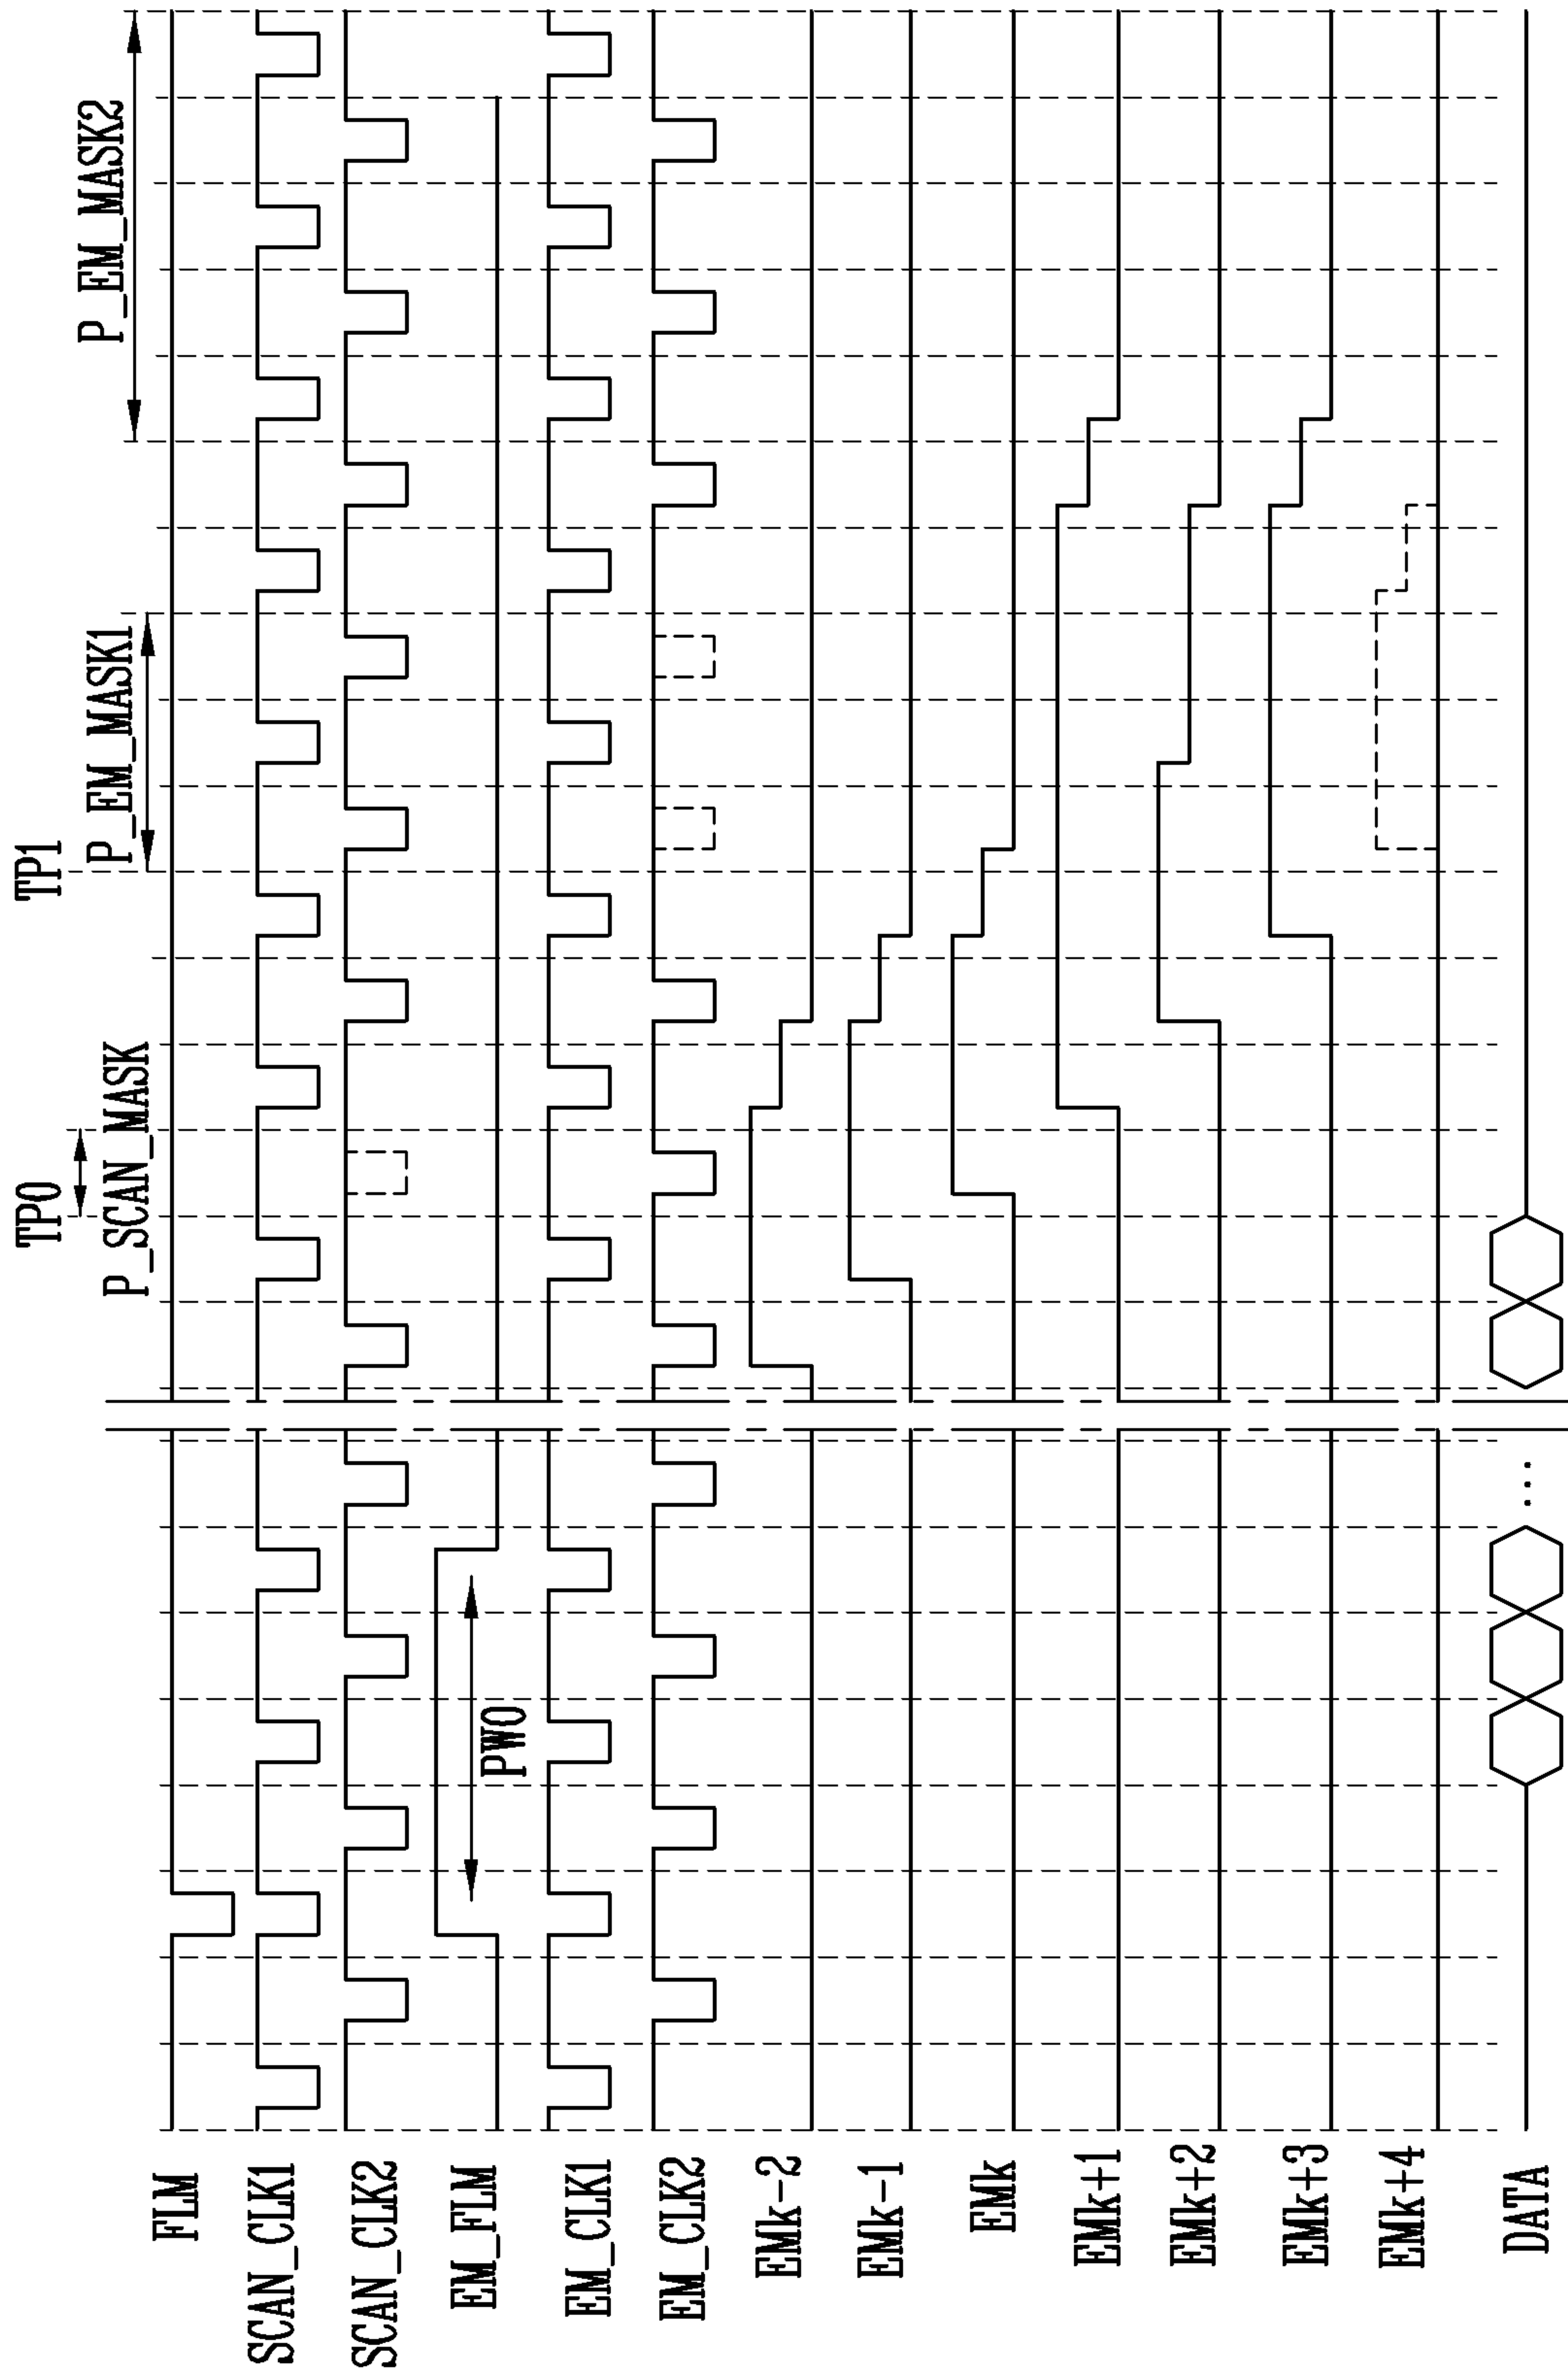 TP0
TP1
P_SCAN_MASK
P_EM_MASK1
P_EM_MASK2
FLM
SCAN_CLK1
SCAN_CLK2
EM_FLM
PW0
EM_CLK1
EM_CLK2
EMk-2
EMk-1
EMk
EMk+1
EMk+2
EMk+3
EMk+4
DATA
...